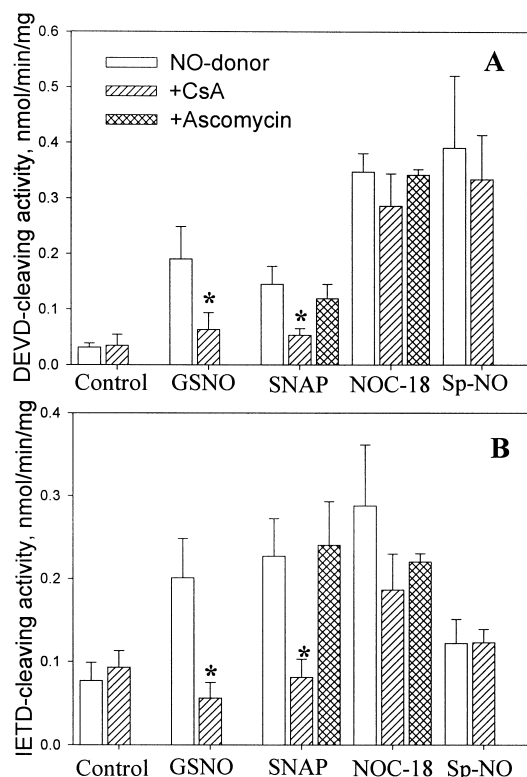 DEVD-cleaving activity, nmol/min/mg
0.6
0.5
0.4
0.3
0.2
0.1
0.0
A
NO-donor
+CsA
+Ascomycin
*
*
Control GSNO SNAP NOC-18 Sp-NO
IETD-cleaving activity, nmol/min/mg
0.4
0.3
0.2
0.1
0.0
B
*
*
Control GSNO SNAP NOC-18 Sp-NO